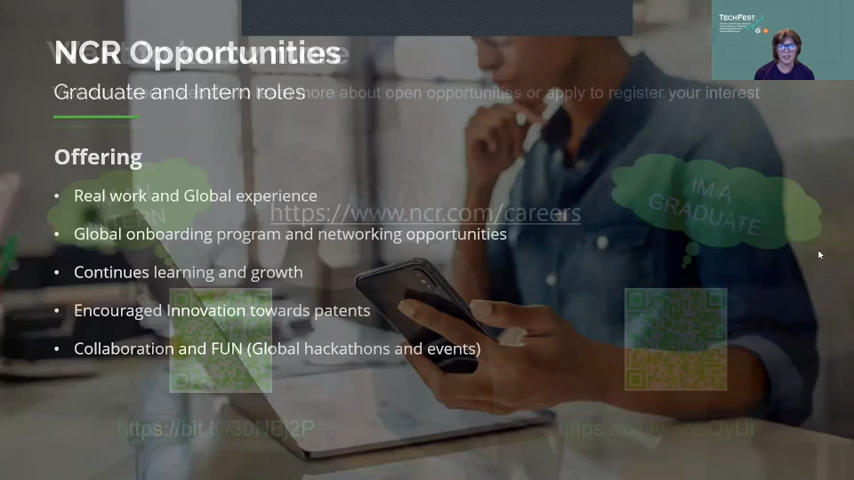 TECHFEST
NCR Opportunities
Graduate and Intern roles
more about open opportunities or apply to register your interest
Offering
Real work and Global experience
IM A
GRADUATE
https://www.ncr.com/careers
Global onboarding program and networking opportunities
Continues learning and growth
Encouraged Innovation towards patents
Collaboration and FUN (Global hackathons and events)